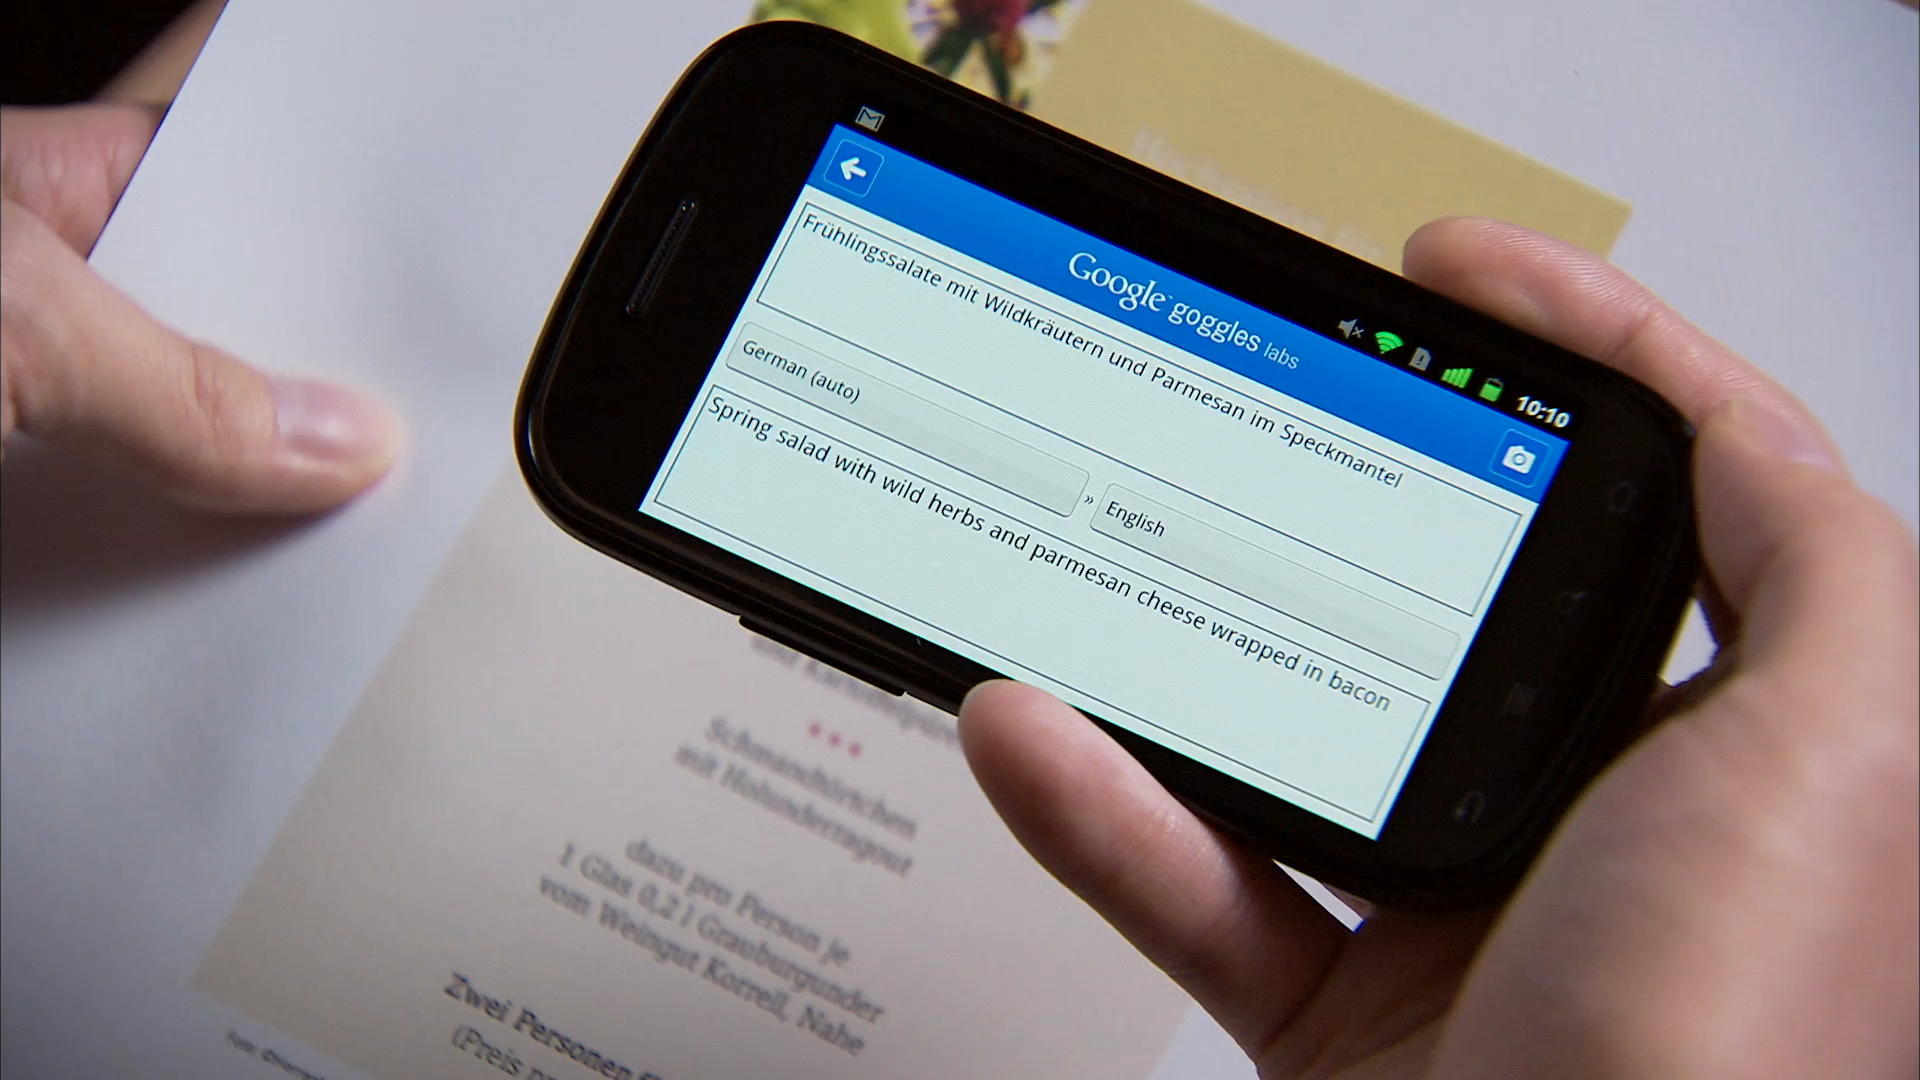 10:10
Google goggles labs
Frühlingssalate mit Wildkräutern und Parmesan im Speckmantel
German (auto)
»
English
Spring salad with wild herbs and parmesan cheese wrapped in bacon
Schmandtörtchen
mit Holunderragout
dazu pro Person je
1 Glas 0,2 l Grauburgunder
vom Weingut Korrell, Nahe
Zwei Personen
(Preis